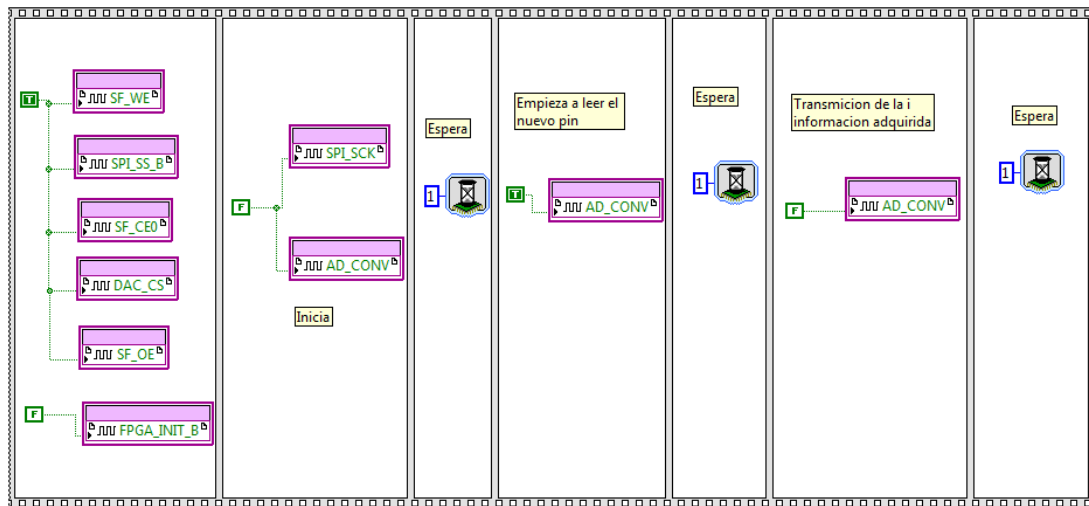 T
SF_WE
SPI_SS_B
SF_CE0
DAC_CS
SF_OE
F
FPGA_INIT_B
F
SPI_SCK
AD_CONV
Inicia
Espera
1
Empieza a leer el
nuevo pin
T
AD_CONV
Espera
1
Transmicion de la i
informacion adquirida
F
AD_CONV
Espera
1